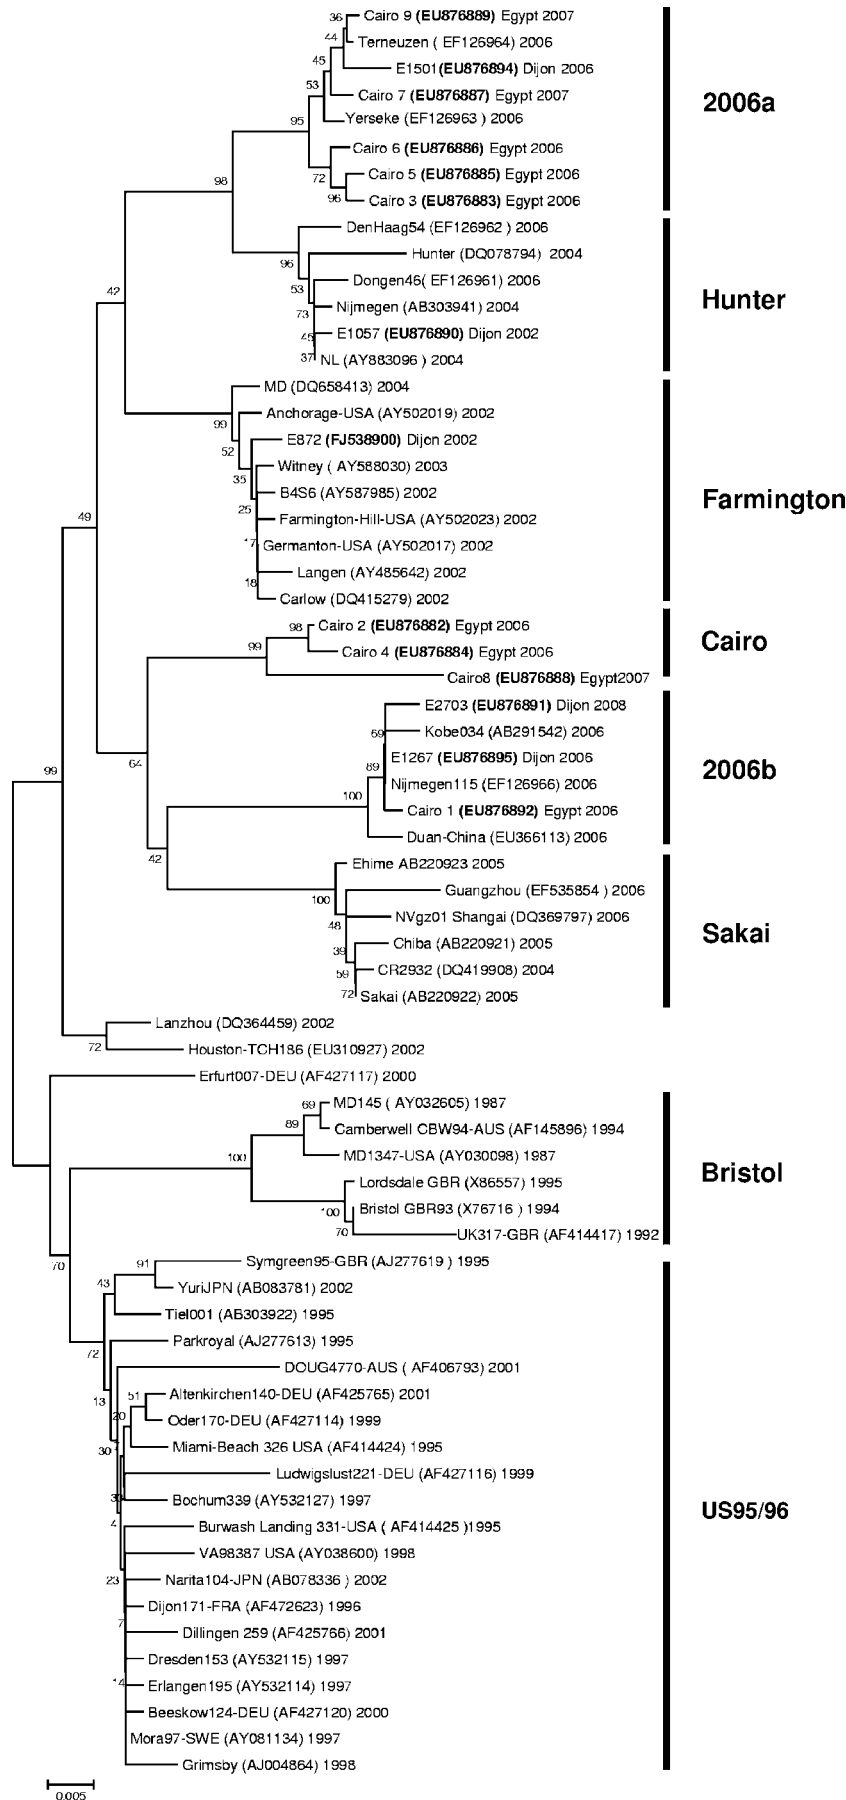 36
Cairo 9 (EU876889) Egypt 2007
44
Terneuzen ( EF126964) 2006
45
E1501(EU876894) Dijon 2006
53
Cairo 7 (EU876887) Egypt 2007
2006a
95
Yerseke (EF126963 ) 2006
Cairo 6 (EU876886) Egypt 2006
72
Cairo 5 (EU876885) Egypt 2006
98
96
Cairo 3 (EU876883) Egypt 2006
DenHaag54 (EF126962 ) 2006
96
Hunter (DQ078794) 2004
53
Dongen46( EF126961) 2006
42
73
Nijmegen (AB303941) 2004
Hunter
45
E1057 (EU876890) Dijon 2002
37
NL (AY883096 ) 2004
MD (DQ658413) 2004
99
Anchorage-USA (AY502019) 2002
52
E872 (FJ538900) Dijon 2002
35
Witney ( AY588030) 2003
25
B4S6 (AY587985) 2002
Farmington
49
Farmington-Hill-USA (AY502023) 2002
17
Germanton-USA (AY502017) 2002
18
Langen (AY485642) 2002
Carlow (DQ415279) 2002
98
Cairo 2 (EU876882) Egypt 2006
99
Cairo 4 (EU876884) Egypt 2006
Cairo
Cairo8 (EU876888) Egypt2007
E2703 (EU876891) Dijon 2008
69
Kobe034 (AB291542) 2006
64
89
E1267 (EU876895) Dijon 2006
2006b
99
Nijmegen115 (EF126966) 2006
100
Cairo 1 (EU876892) Egypt 2006
Duan-China (EU366113) 2006
42
Ehime AB220923 2005
100
Guangzhou (EF535854 ) 2006
48
NVgz01 Shangai (DQ369797) 2006
Sakai
39
Chiba (AB220921) 2005
59
CR2932 (DQ419908) 2004
72
Sakai (AB220922) 2005
Lanzhou (DQ364459) 2002
72
Houston-TCH186 (EU310927) 2002
Erfurt007-DEU (AF427117) 2000
69
MD145 ( AY032605) 1987
89
Camberwell CBW94-AUS (AF145896) 1994
100
MD1347-USA (AY030098) 1987
Bristol
Lordsdale GBR (X86557) 1995
100
Bristol GBR93 (X76716 ) 1994
70
UK317-GBR (AF414417) 1992
70
91
Symgreen95-GBR (AJ277619 ) 1995
43
YuriJPN (AB083781) 2002
Tiel001 (AB303922) 1995
72
Parkroyal (AJ277613) 1995
DOUG4770-AUS ( AF406793) 2001
13
51
Altenkirchen140-DEU (AF425765) 2001
20
Oder170-DEU (AF427114) 1999
30
Miami-Beach 326 USA (AF414424) 1995
Ludwigslust221-DEU (AF427116) 1999
Bochum339 (AY532127) 1997
US95/96
4
Burwash Landing 331-USA ( AF414425 )1995
VA98387 USA (AY038600) 1998
23
Narita104-JPN (AB078336 ) 2002
Dijon171-FRA (AF472623) 1996
7
Dillingen 259 (AF425766) 2001
Dresden153 (AY532115) 1997
14
Erlangen195 (AY532114) 1997
Beeskow124-DEU (AF427120) 2000
Mora97-SWE (AY081134) 1997
Grimsby (AJ004864) 1998
0.005